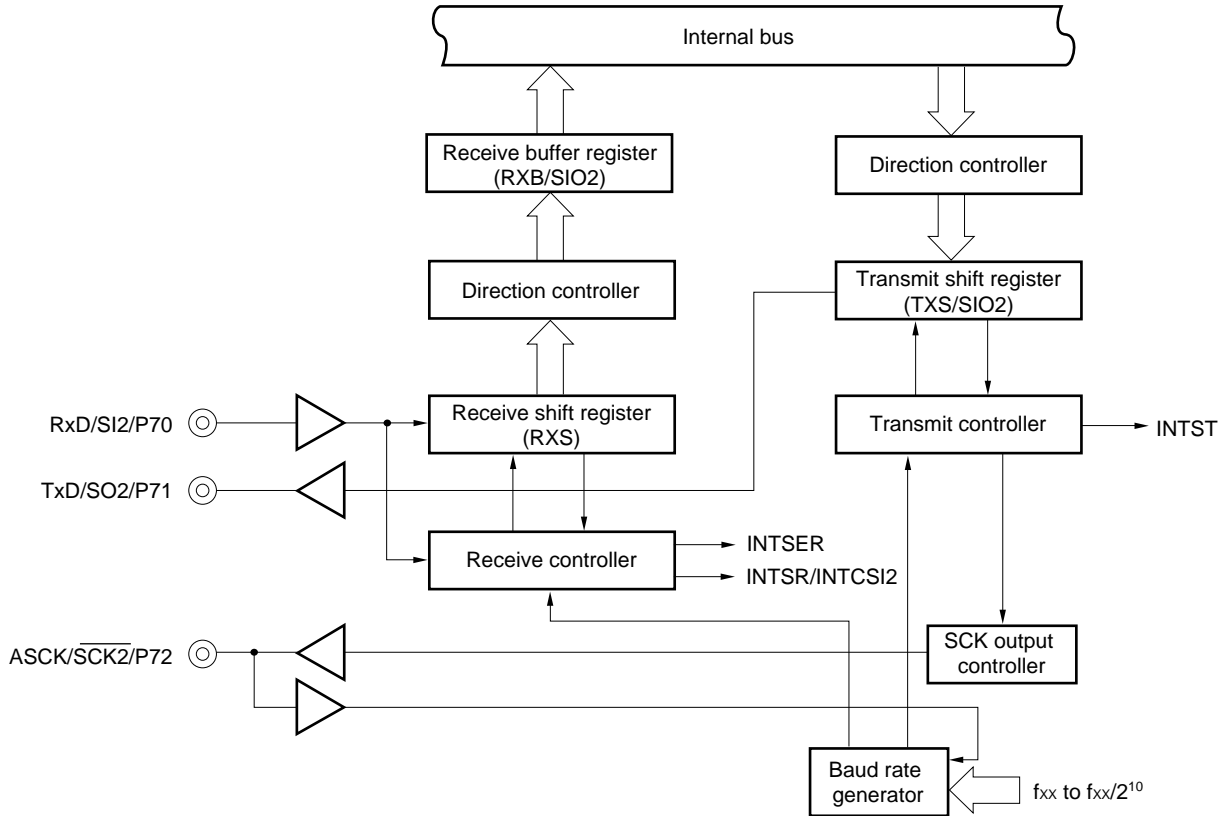 Internal bus
Receive buffer register
(RXB/SIO2)
Direction controller
Direction controller
Transmit shift register
(TXS/SIO2)
RxD/SI2/P70
Receive shift register
(RXS)
Transmit controller
INTST
TxD/SO2/P71
Receive controller
INTSER
INTSR/INTCSI2
ASCK/S̅C̅K̅2̅/P72
SCK output
controller
Baud rate
generator
fxx to fxx/2¹⁰